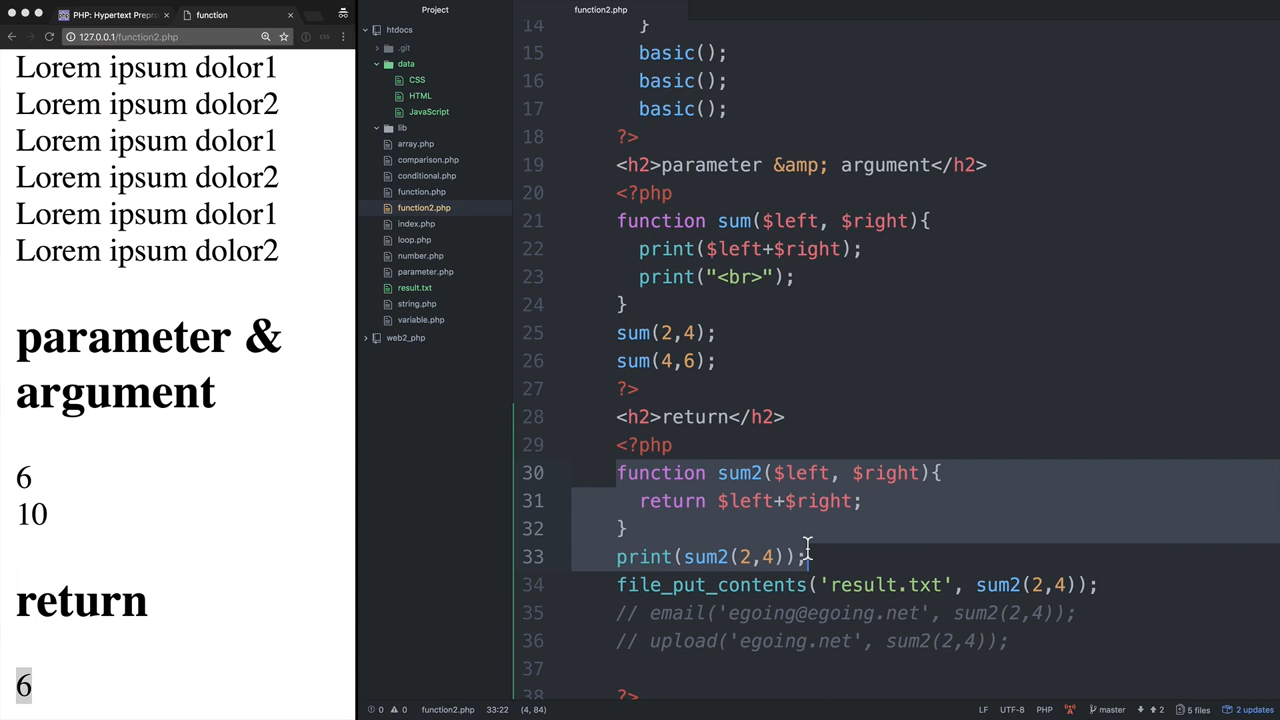 PHP: Hypertext Prepro
function
127.0.0.1/function2.php
Lorem ipsum dolor1
Lorem ipsum dolor2
Lorem ipsum dolor1
Lorem ipsum dolor2
Lorem ipsum dolor1
Lorem ipsum dolor2
parameter &
argument
6
10
return
6
Project
htdocs
.git
data
CSS
HTML
JavaScript
lib
array.php
comparison.php
conditional.php
function.php
function2.php
index.php
loop.php
number.php
parameter.php
result.txt
string.php
variable.php
web2_php
function2.php
14 }
15 basic();
16 basic();
17 basic();
18 ?>
19 <h2>parameter &amp; argument</h2>
20 <?php
21 function sum($left, $right){
22 print($left+$right);
23 print("<br>");
24 }
25 sum(2,4);
26 sum(4,6);
27 ?>
28 <h2>return</h2>
29 <?php
30 function sum2($left, $right){
31 return $left+$right;
32 }
33 print(sum2(2,4));
34 file_put_contents('result.txt', sum2(2,4));
35 // email('egoing@egoing.net', sum2(2,4));
36 // upload('egoing.net', sum2(2,4));
37
38 ?>
0 0 function2.php 33:22 (4, 84) LF UTF-8 PHP master 2 5 files 2 updates